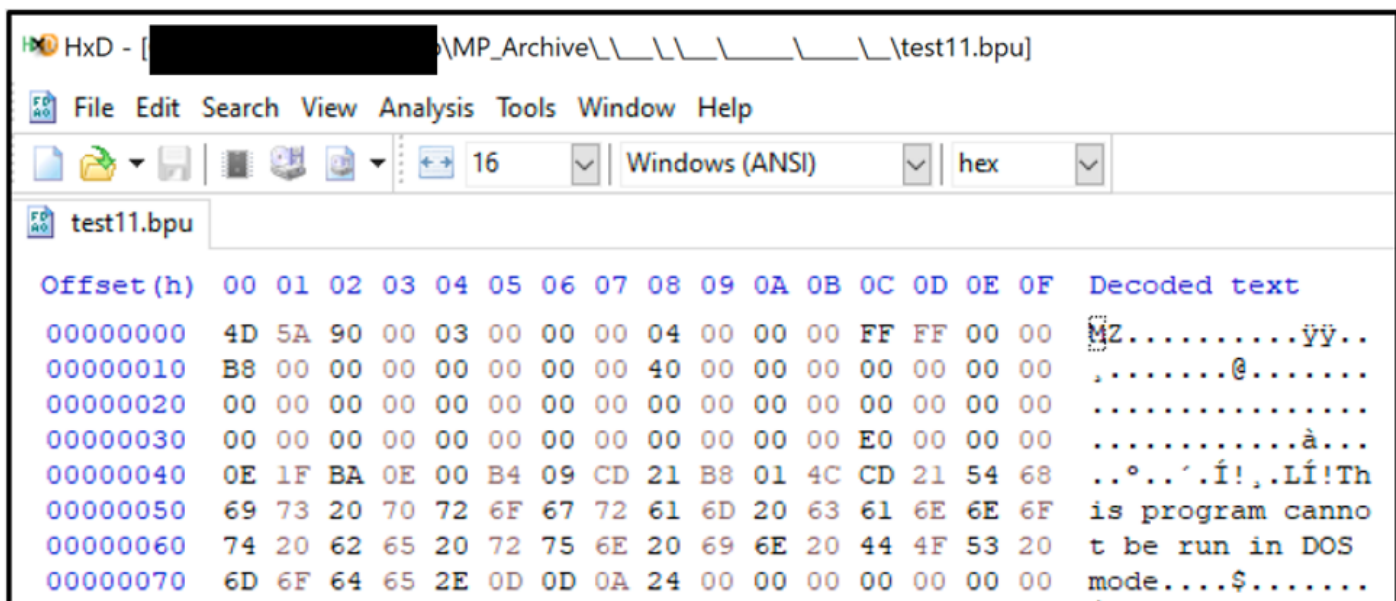 HxD - [\MP_Archive\_\__\_\__\_____\____\__\test11.bpu]
File Edit Search View Analysis Tools Window Help
16 Windows (ANSI) hex
test11.bpu
Offset(h) 00 01 02 03 04 05 06 07 08 09 0A 0B 0C 0D 0E 0F Decoded text
00000000 4D 5A 90 00 03 00 00 00 04 00 00 00 FF FF 00 00 MZ..........ÿÿ..
00000010 B8 00 00 00 00 00 00 00 40 00 00 00 00 00 00 00 ¸.......@.......
00000020 00 00 00 00 00 00 00 00 00 00 00 00 00 00 00 00 ................
00000030 00 00 00 00 00 00 00 00 00 00 00 00 E0 00 00 00 ............à...
00000040 0E 1F BA 0E 00 B4 09 CD 21 B8 01 4C CD 21 54 68 ..º..´.Í!¸.LÍ!Th
00000050 69 73 20 70 72 6F 67 72 61 6D 20 63 61 6E 6E 6F is program canno
00000060 74 20 62 65 20 72 75 6E 20 69 6E 20 44 4F 53 20 t be run in DOS
00000070 6D 6F 64 65 2E 0D 0D 0A 24 00 00 00 00 00 00 00 mode....$.......